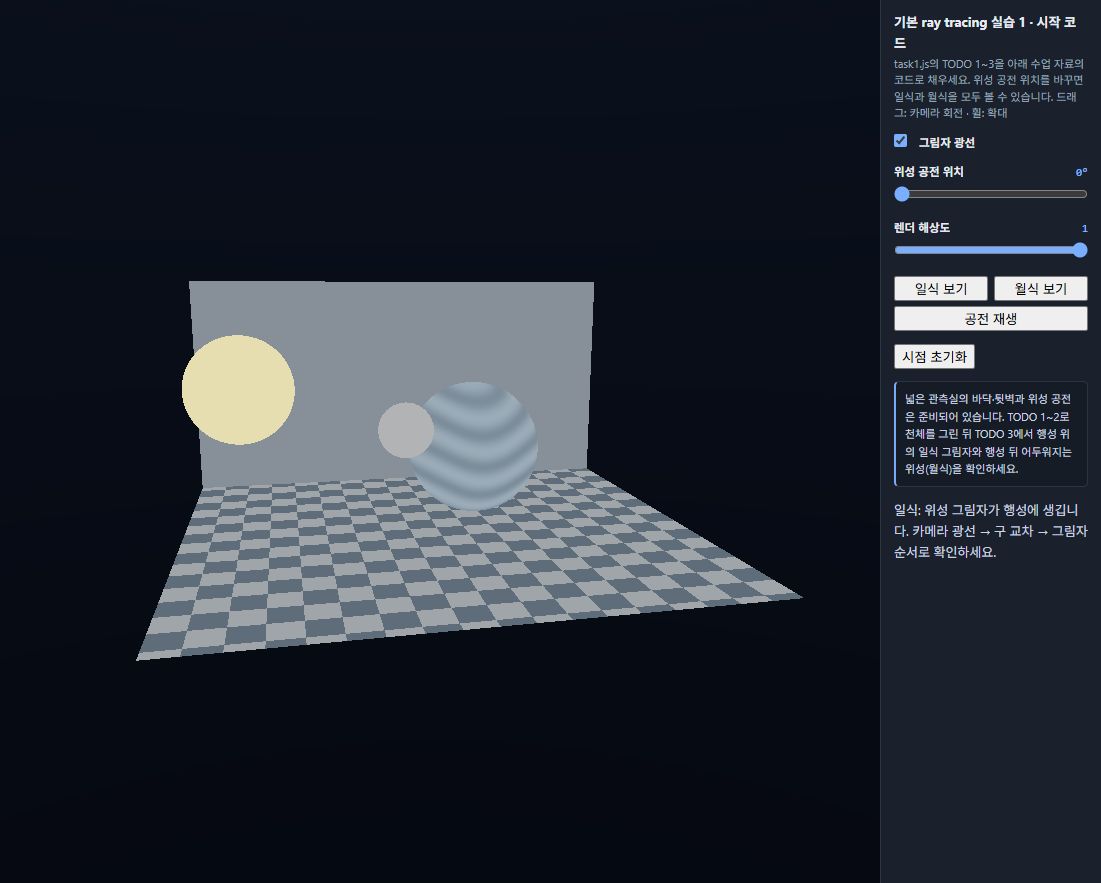 기본 ray tracing 실습 1 · 시작 코
드
task1.js의 TODO 1~3을 아래 수업 자료의
코드로 채우세요. 위성 공전 위치를 바꾸면
일식과 월식을 모두 볼 수 있습니다. 드래
그: 카메라 회전 · 휠: 확대
그림자 광선
위성 공전 위치 0°
렌더 해상도 1
일식 보기 월식 보기
공전 재생
시점 초기화
넓은 관측실의 바닥·뒷벽과 위성 공전
은 준비되어 있습니다. TODO 1~2로
천체를 그린 뒤 TODO 3에서 행성 위
의 일식 그림자와 행성 뒤 어두워지는
위성(월식)을 확인하세요.
일식: 위성 그림자가 행성에 생깁니
다. 카메라 광선 → 구 교차 → 그림자
순서로 확인하세요.